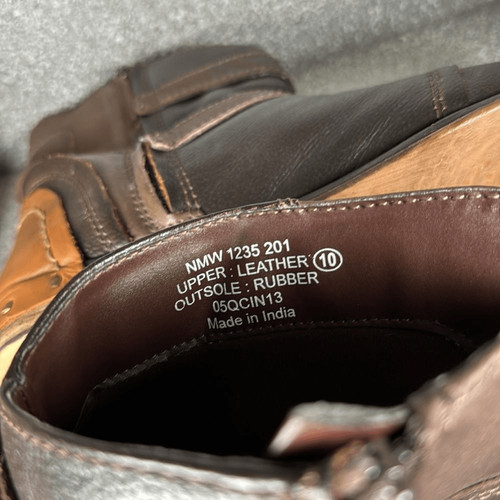 NMW 1235 201
UPPER : LEATHER 10
OUTSOLE : RUBBER
05QCIN13
Made in India